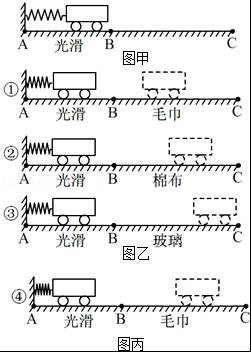 A 光滑 B C
图甲
①
A 光滑 B 毛巾 C
②
A 光滑 B 棉布 C
③
A 光滑 B 玻璃 C
图乙
④
A 光滑 B 毛巾 C
图丙